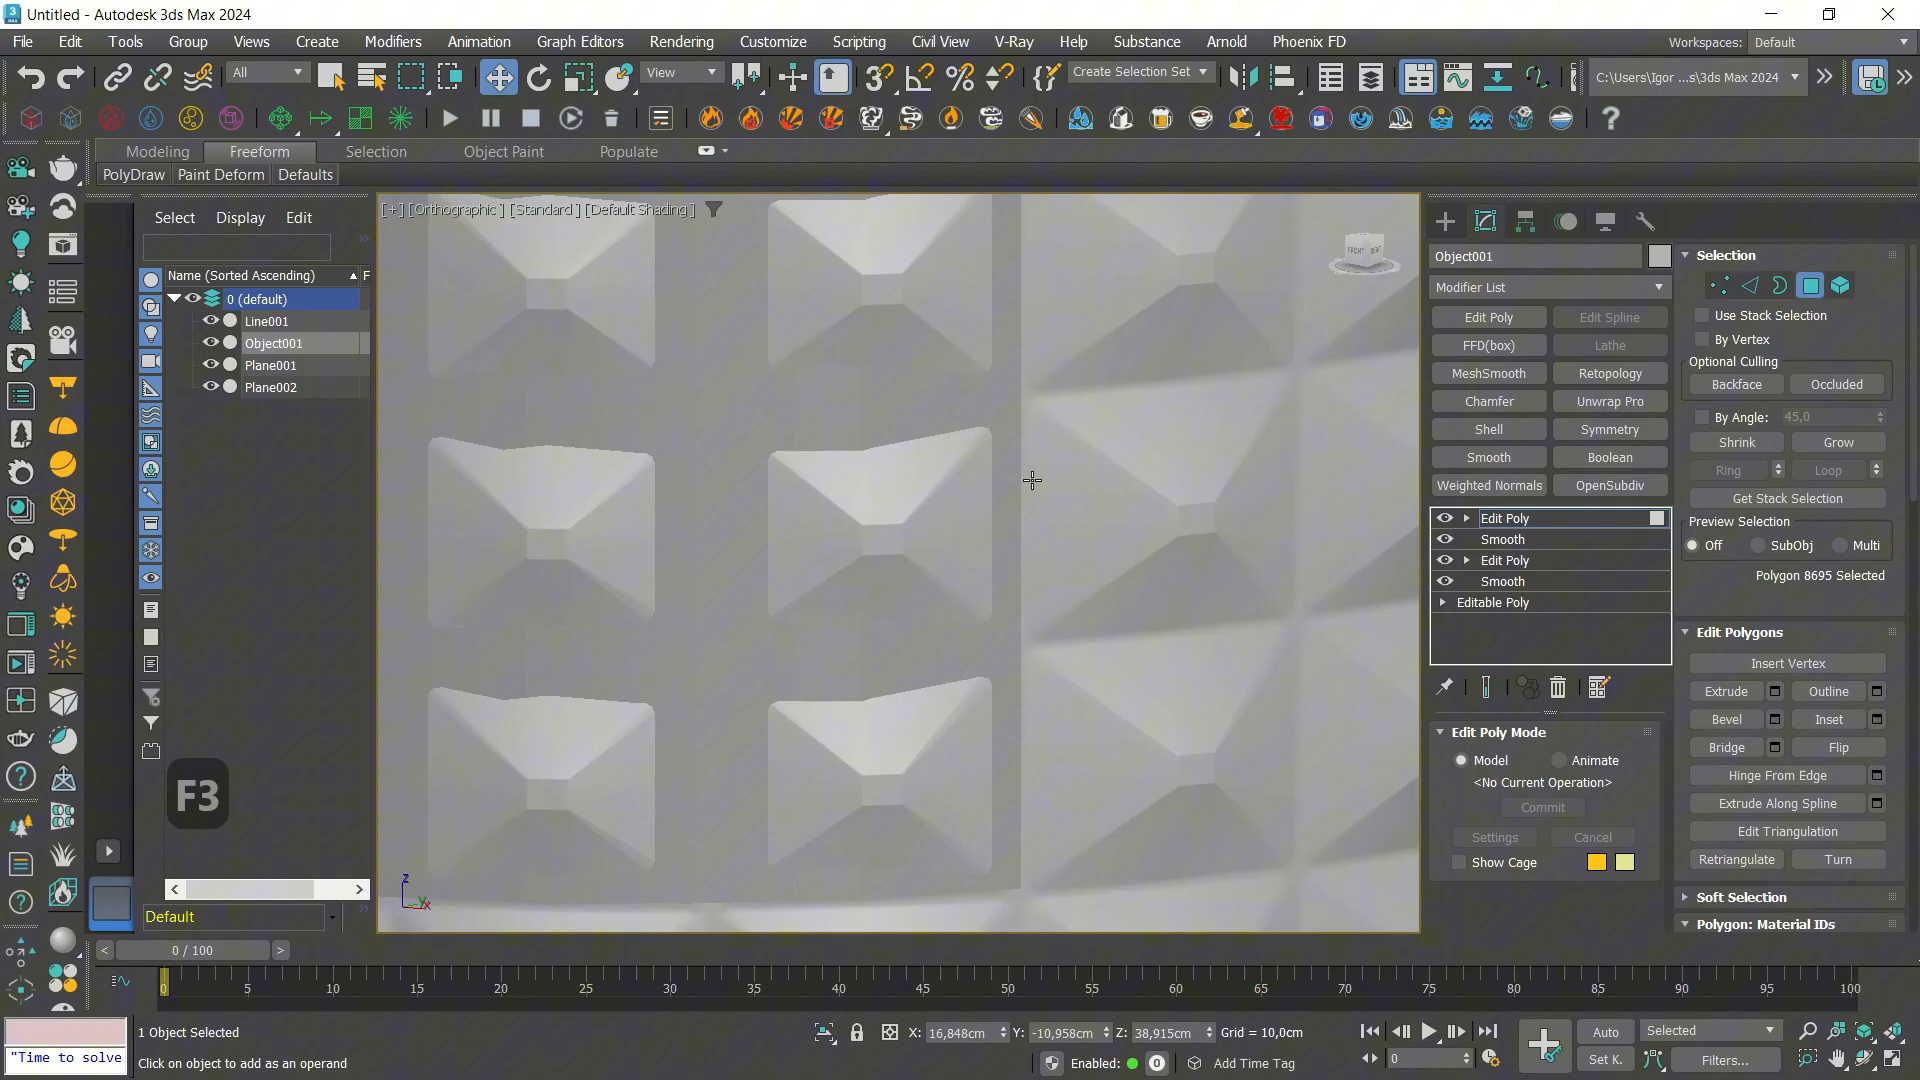 Untitled - Autodesk 3ds Max 2024
File Edit Tools Group Views Create Modifiers Animation Graph Editors Rendering Customize Scripting Civil View V-Ray Help Substance Arnold Phoenix FD
Workspaces: Default
All View Create Selection Set C:\Users\Igor ...s\3ds Max 2024
Modeling Freeform Selection Object Paint Populate
PolyDraw Paint Deform Defaults
Select Display Edit
Name (Sorted Ascending) F
0 (default)
Line001
Object001
Plane001
Plane002
F3
Default
[ + ] [Orthographic ] [Standard ] [Default Shading ]
FRONT
Z
X
Object001
Modifier List
Edit Poly Edit Spline
FFD(box) Lathe
MeshSmooth Retopology
Chamfer Unwrap Pro
Shell Symmetry
Smooth Boolean
Weighted Normals OpenSubdiv
Edit Poly
Smooth
Edit Poly
Smooth
Editable Poly
Edit Poly Mode
Model Animate
<No Current Operation>
Commit
Settings Cancel
Show Cage
Selection
Use Stack Selection
By Vertex
Optional Culling
Backface Occluded
By Angle: 45,0
Shrink Grow
Ring Loop
Get Stack Selection
Preview Selection
Off SubObj Multi
Polygon 8695 Selected
Edit Polygons
Insert Vertex
Extrude Outline
Bevel Inset
Bridge Flip
Hinge From Edge
Extrude Along Spline
Edit Triangulation
Retriangulate Turn
Soft Selection
Polygon: Material IDs
< 0 / 100 >
0 5 10 15 20 25 30 35 40 45 50 55 60 65 70 75 80 85 90 95 100
"Time to solve
1 Object Selected
Click on object to add as an operand
X: 16,848cm Y: -10,958cm Z: 38,915cm Grid = 10,0cm
Enabled: 0 Add Time Tag
0
Auto Selected
Set K. Filters...